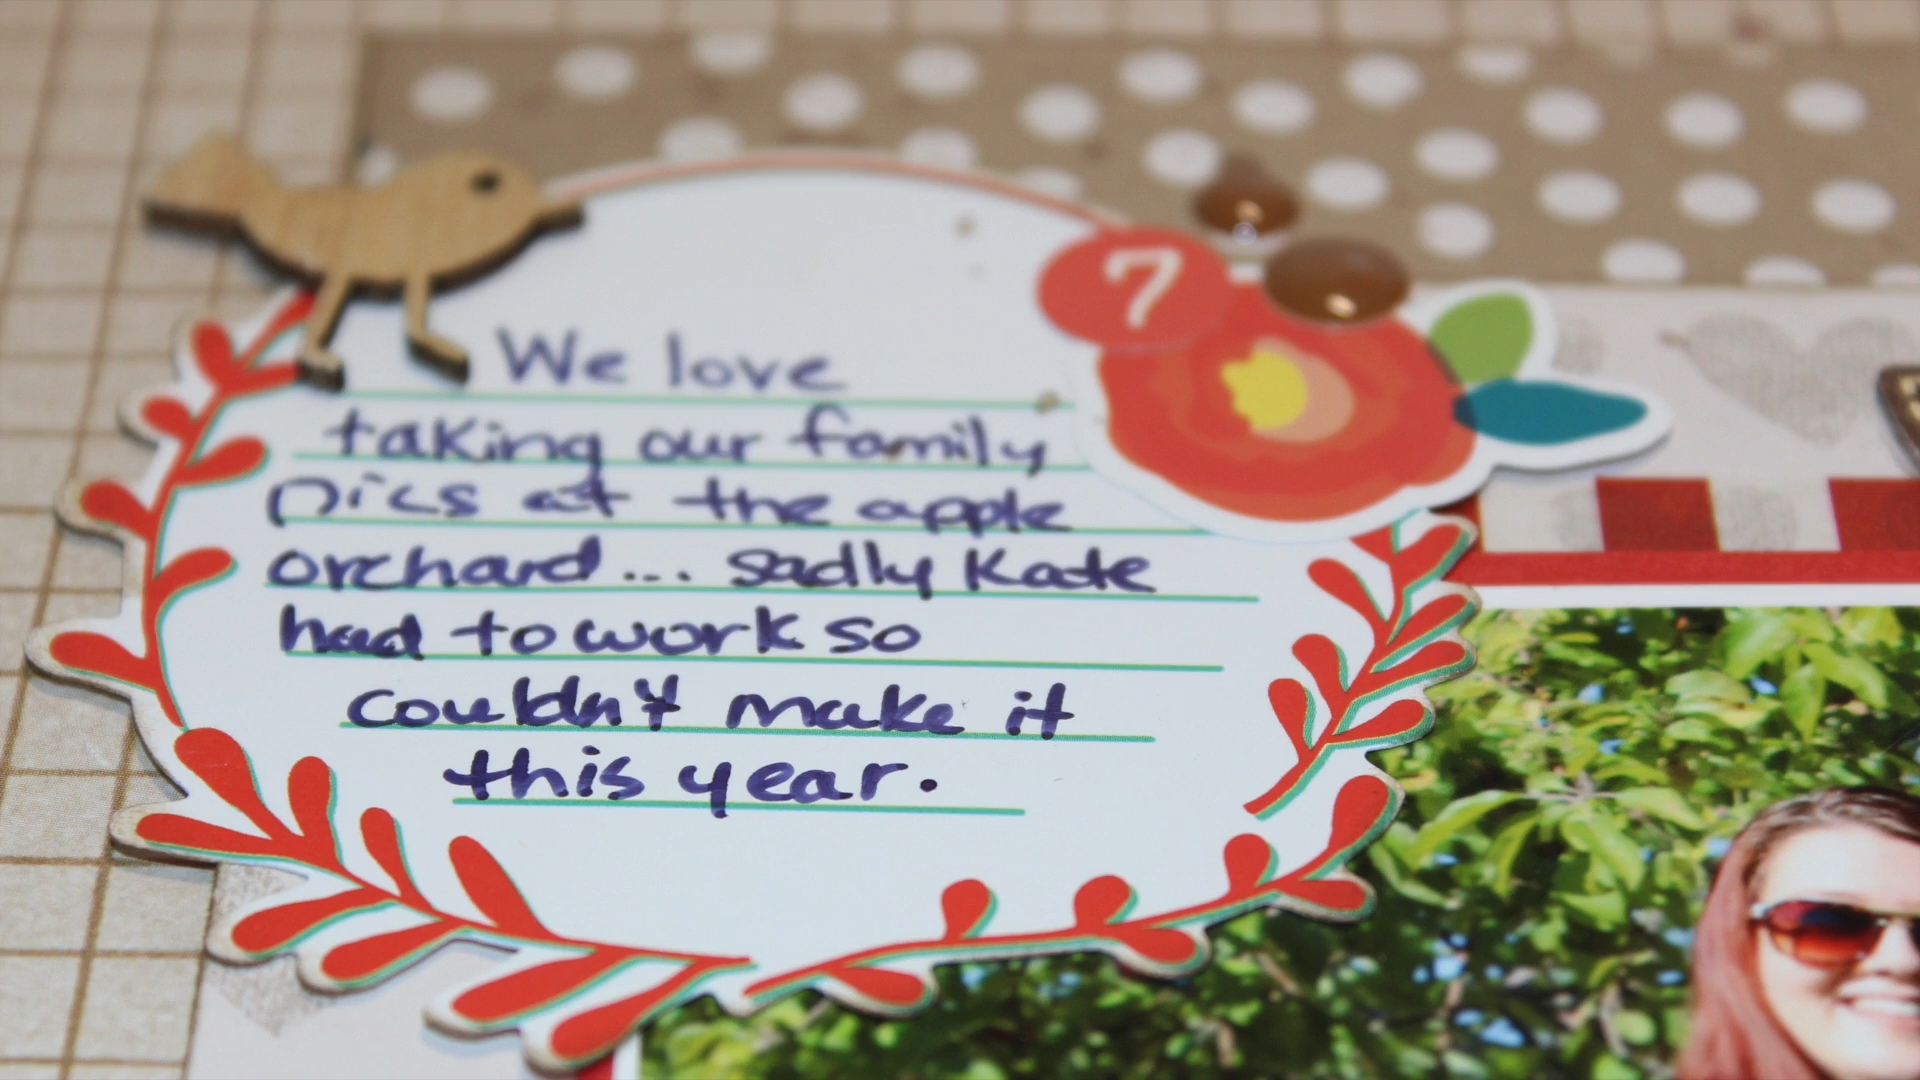 7
We love
taking our family
pics at the apple
orchard... sadly Kate
had to work so
couldn't make it
this year.